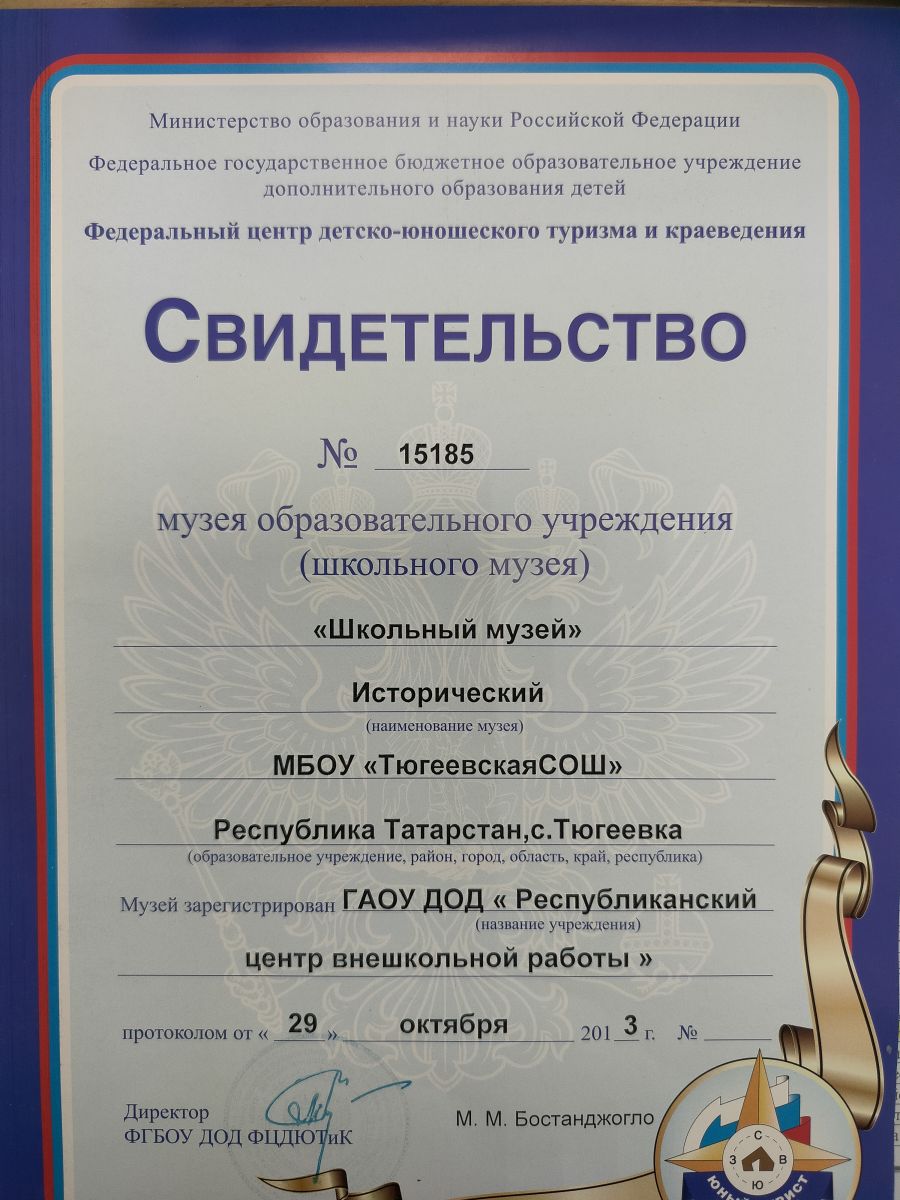 Министерство образования и науки Российской Федерации
Федеральное государственное бюджетное образовательное учреждение
дополнительного образования детей
Федеральный центр детско-юношеского туризма и краеведения
Свидетельство
№ 15185
музея образовательного учреждения
(школьного музея)
«Школьный музей»
Исторический
(наименование музея)
МБОУ «ТюгеевскаяСОШ»
Республика Татарстан,с.Тюгеевка
(образовательное учреждение, район, город, область, край, республика)
Музей зарегистрирован ГАОУ ДОД « Республиканский
(название учреждения)
центр внешкольной работы »
протоколом от « 29 » октября 2013 г. №
Директор
ФГБОУ ДОД ФЦДЮТиК
М. М. Бостанджогло
С
З В
Ю
юный